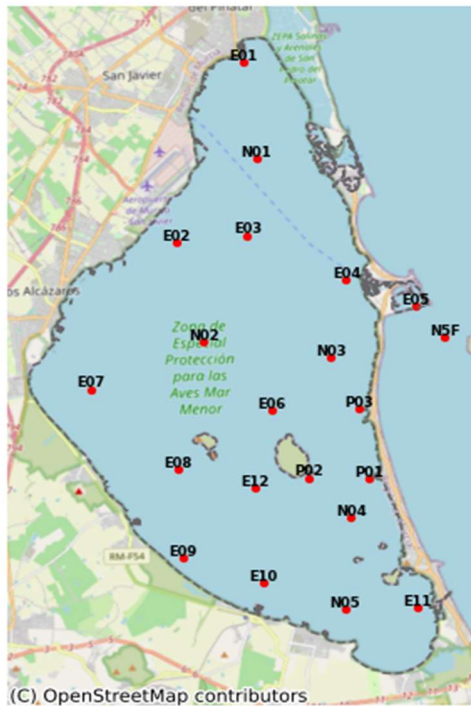 del Pinatar
E01
ZEPA Salinas
y Arenales
de San
Pedro del
Pinatar
San Javier
N01
Aeropuerto
de Murcia
San Javier
E02
E03
E04
os Alcázares
E05
N5F
N02
Zona de
Especial
Protección
para las
Aves Mar
Menor
N03
E07
E06
P03
E08
P02
P01
E12
N04
E09
RM-F54
E10
N05
E11
(C) OpenStreetMap contributors